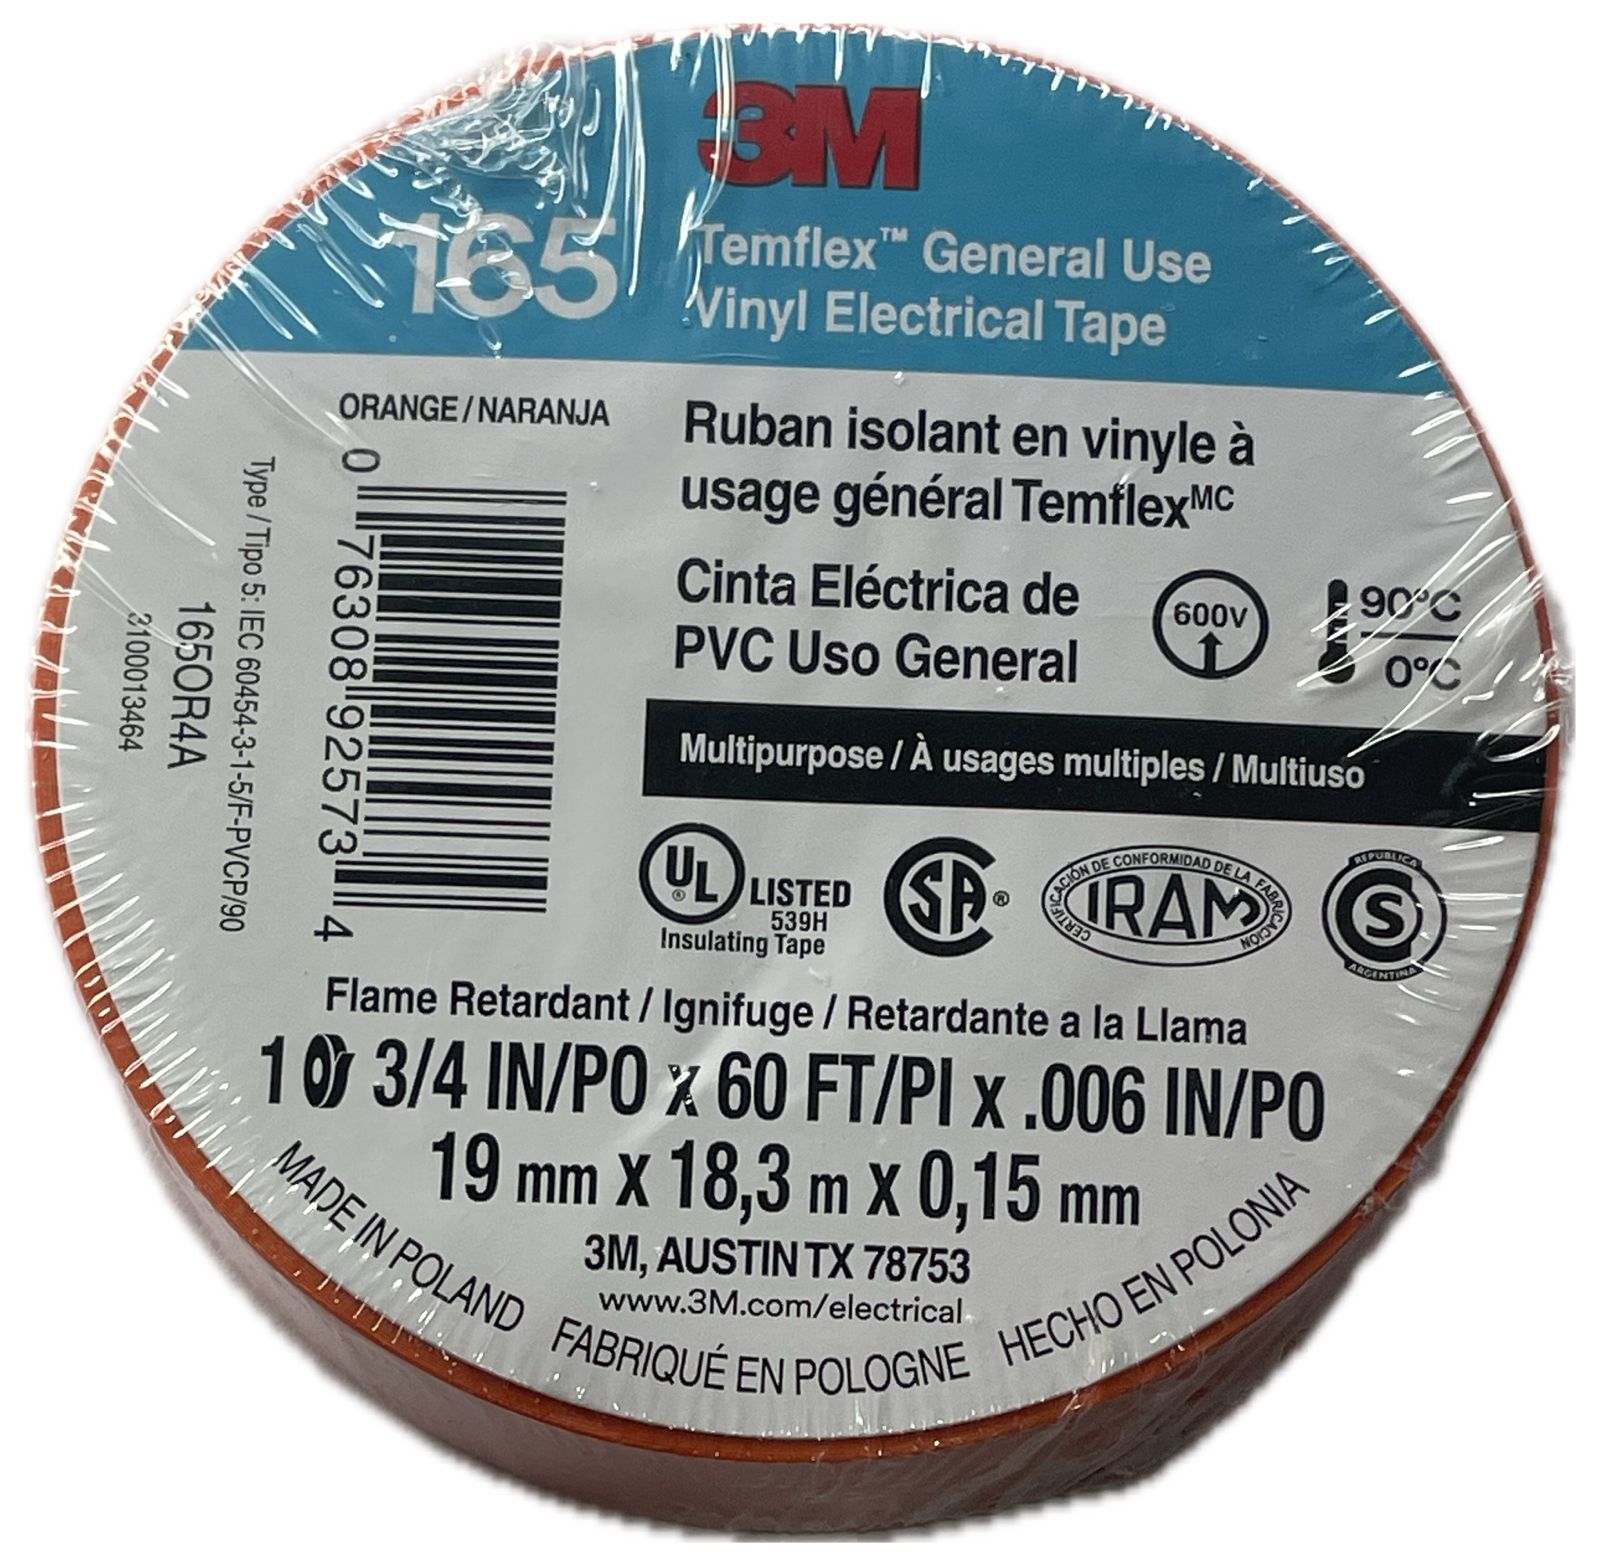 3M
165
Temflex™ General Use
Vinyl Electrical Tape
ORANGE/NARANJA
Ruban isolant en vinyle à
usage général Temflexᴹᶜ
Cinta Eléctrica de
PVC Uso General
600V
90°C
0°C
Multipurpose / À usages multiples / Multiuso
0 76308 92573 4
Type / Tipo 5: IEC 60454-3-1-5/F-PVCP/90
165OR4A
3100013464
UL ® LISTED
539H
Insulating Tape
SA ®
CERTIFICACIÓN DE CONFORMIDAD DE LA FABRICACION
IRAM
REPUBLICA
S
ARGENTINA
Flame Retardant / Ignifuge / Retardante a la Llama
1 3/4 IN/PO x 60 FT/PI x .006 IN/PO
19 mm X 18,3 m X 0,15 mm
3M, AUSTIN TX 78753
www.3M.com/electrical
MADE IN POLAND FABRIQUÉ EN POLOGNE HECHO EN POLONIA